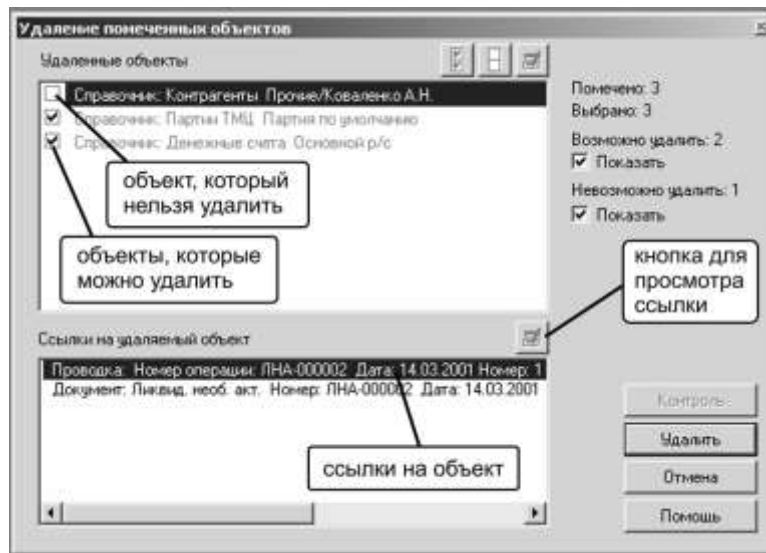 Удаление помеченных объектов
Удаленные объекты
Справочник: Контрагенты Прочие/Коваленко А.Н.
Справочник: Партии ТМЦ Партия по умолчанию
Справочник: Денежные счета Основной р/с
объект, который
нельзя удалить
объекты, которые
можно удалить
Помечено: 3
Выбрано: 3
Возможно удалить: 2
Показать
Невозможно удалить: 1
Показать
кнопка для
просмотра
ссылки
Ссылки на удаляемый объект
Проводка: Номер операции: ЛНА-000002 Дата: 14.03.2001 Номер: 1
Документ: Ликвид. необ. акт. Номер: ЛНА-000002 Дата: 14.03.2001
ссылки на объект
Контроль
Удалить
Отмена
Помощь